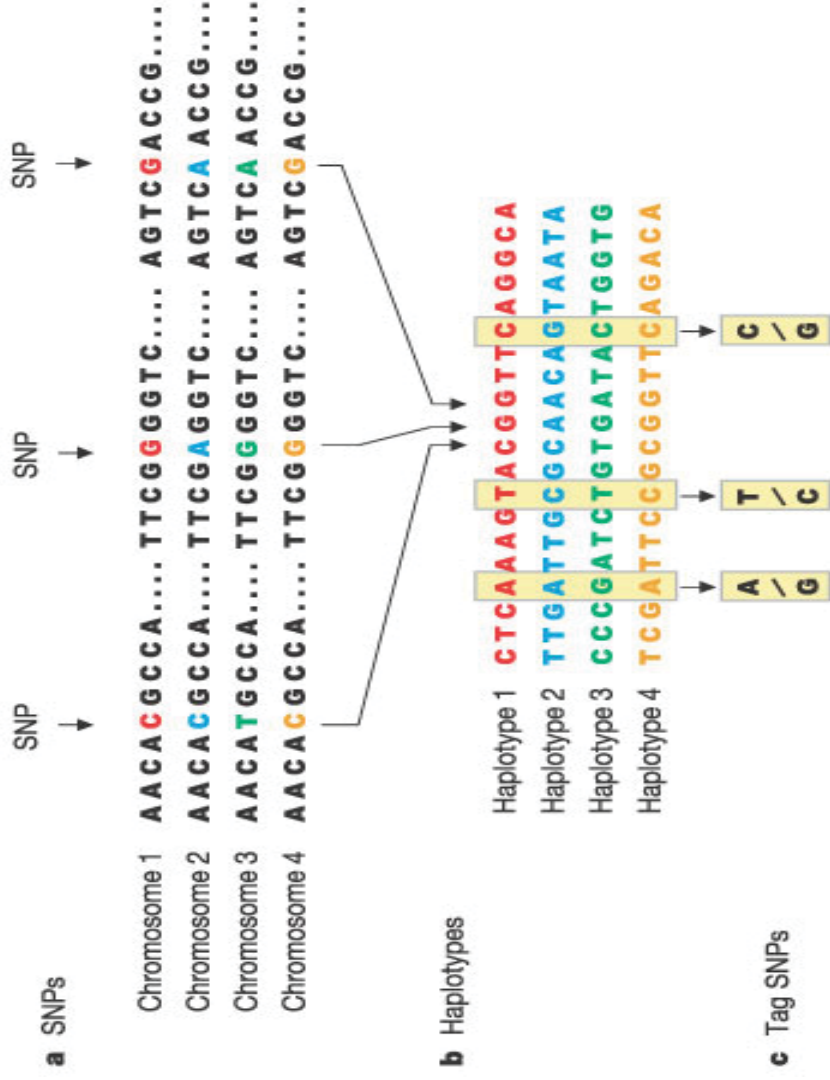 a SNPs
SNP SNP SNP
Chromosome 1 AACACGCCA.... TTCGGGGTC.... AGTCGACCG....
Chromosome 2 AACACGCCA.... TTCGAGGTC.... AGTCAACCG....
Chromosome 3 AACATGCCA.... TTCGGGGTC.... AGTCAACCG....
Chromosome 4 AACACGCCA.... TTCGGGGTC.... AGTCGACCG....
b Haplotypes
Haplotype 1 CTCAAAGTACGGTTCAGGCA
Haplotype 2 TTGATTGCGCAACAGTAATA
Haplotype 3 CCCGATCTGTGATACTGGTG
Haplotype 4 TCGATTCCGCGGTTCAGACA
c Tag SNPs
A/G T/C C/G